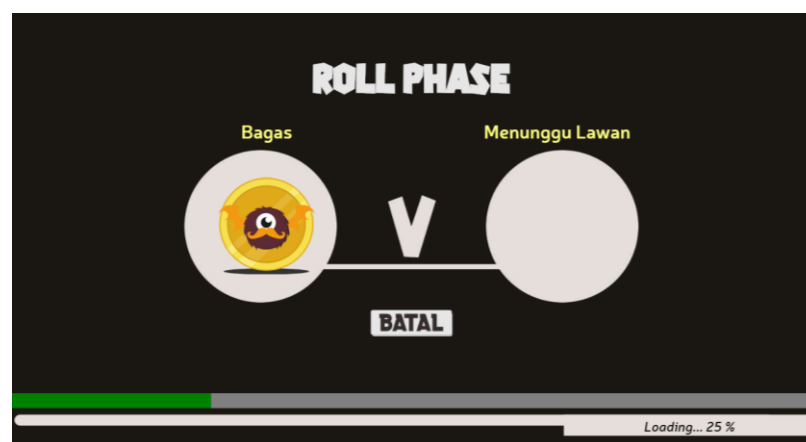 ROLL PHASE
Bagas
Menunggu Lawan
V
BATAL
Loading... 25 %